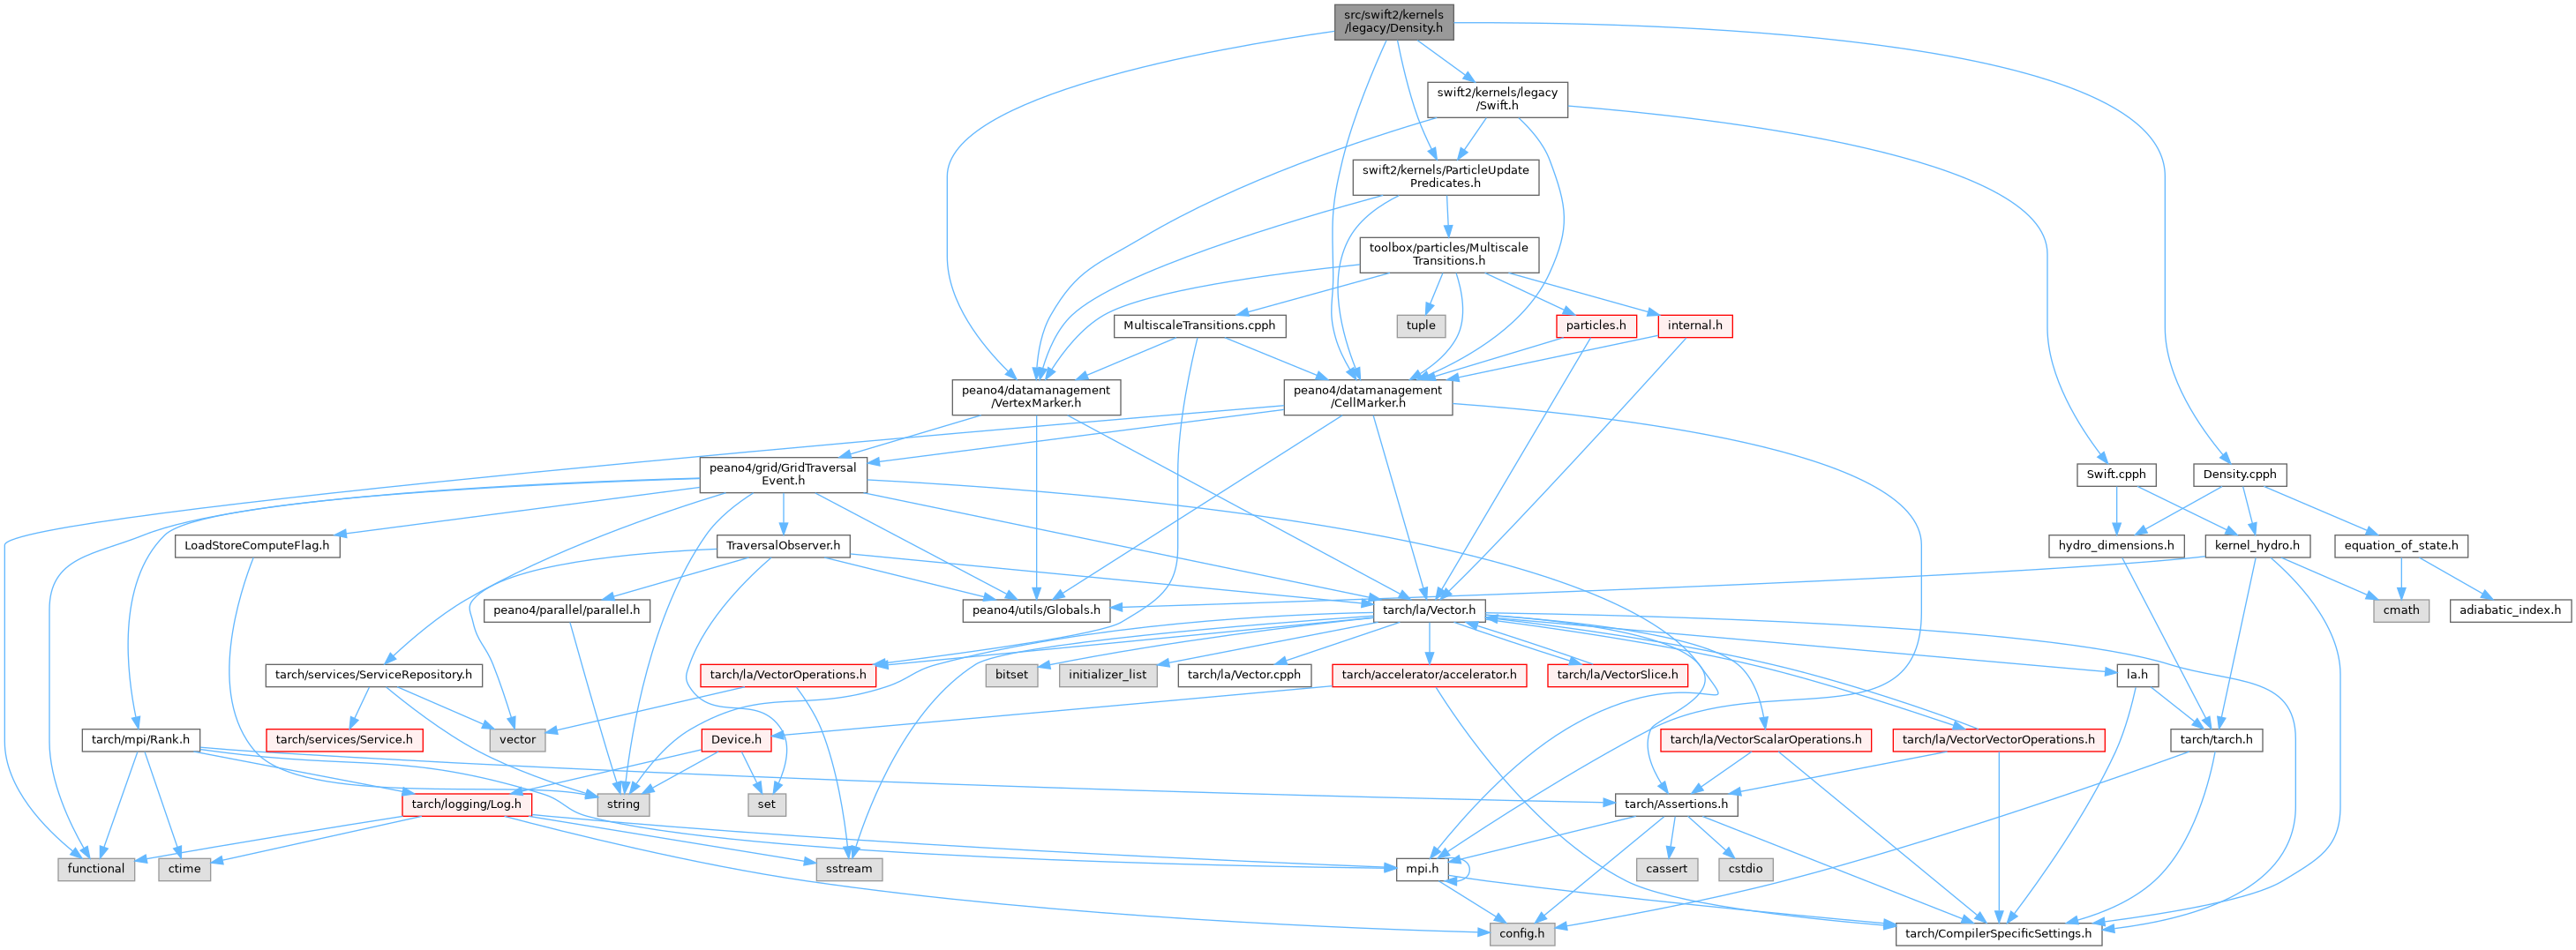 src/swift2/kernels
/legacy/Density.h
swift2/kernels/legacy
/Swift.h
swift2/kernels/ParticleUpdate
Predicates.h
toolbox/particles/Multiscale
Transitions.h
MultiscaleTransitions.cpph
tuple
particles.h
internal.h
peano4/datamanagement
/VertexMarker.h
peano4/datamanagement
/CellMarker.h
peano4/grid/GridTraversal
Event.h
Swift.cpph
Density.cpph
LoadStoreComputeFlag.h
TraversalObserver.h
hydro_dimensions.h
kernel_hydro.h
equation_of_state.h
peano4/parallel/parallel.h
peano4/utils/Globals.h
tarch/la/Vector.h
cmath
adiabatic_index.h
tarch/services/ServiceRepository.h
tarch/la/VectorOperations.h
bitset
initializer_list
tarch/la/Vector.cpph
tarch/accelerator/accelerator.h
tarch/la/VectorSlice.h
la.h
tarch/mpi/Rank.h
tarch/services/Service.h
vector
Device.h
tarch/la/VectorScalarOperations.h
tarch/la/VectorVectorOperations.h
tarch/tarch.h
tarch/logging/Log.h
string
set
tarch/Assertions.h
functional
ctime
sstream
mpi.h
cassert
cstdio
config.h
tarch/CompilerSpecificSettings.h